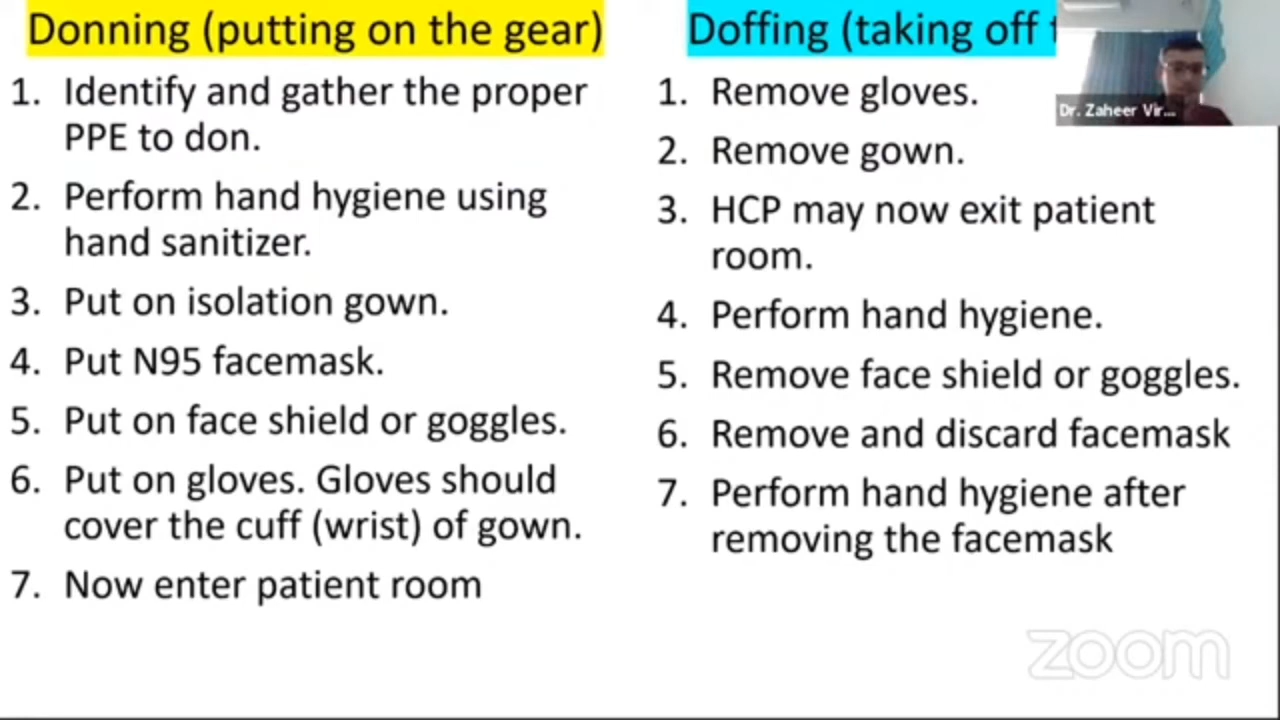 Donning (putting on the gear)
1. Identify and gather the proper
PPE to don.
2. Perform hand hygiene using
hand sanitizer.
3. Put on isolation gown.
4. Put N95 facemask.
5. Put on face shield or goggles.
6. Put on gloves. Gloves should
cover the cuff (wrist) of gown.
7. Now enter patient room
Doffing (taking off
1. Remove gloves.
2. Remove gown.
3. HCP may now exit patient
room.
4. Perform hand hygiene.
5. Remove face shield or goggles.
6. Remove and discard facemask
7. Perform hand hygiene after
removing the facemask
Dr. Zaheer Vir...
zoom